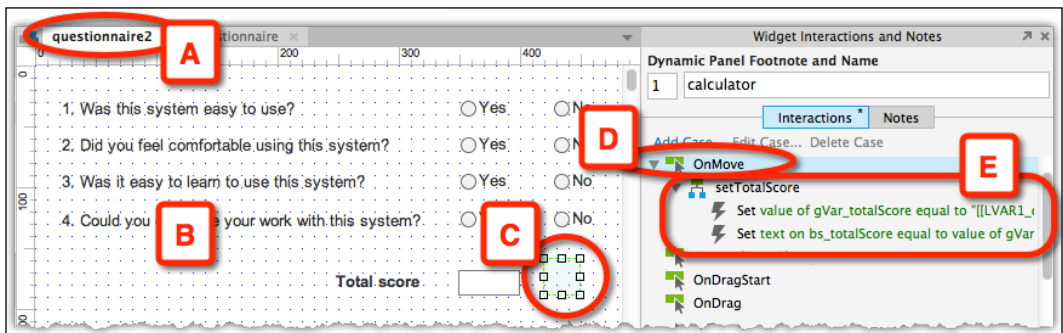 questionnaire2
A
Widget Interactions and Notes
0 200 300 400
Dynamic Panel Footnote and Name
1 calculator
0
1, Was this system easy to use? Yes
Interactions * Notes
D
Add Case Edit Case... Delete Case
2, Did you feel comfortable using this system? Yes
OnMove
E
3, Was it easy to learn to use this system? Yes No
setTotalScore
100
Set value of gVar_totalScore equal to "[[LVAR1_
4. Could you your work with this system? No
B
C
Set text on bs_totalScore equal to value of gVar
Total score
OnDragStart
OnDrag